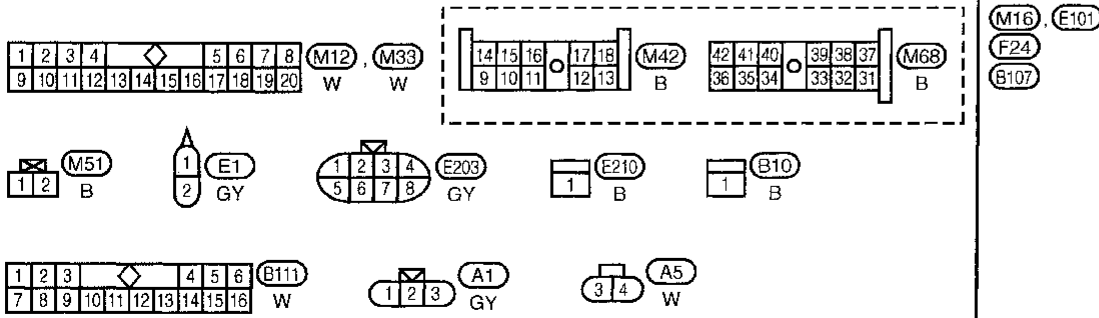 1 2 3 4 5 6 7 8 M12 , M33
9 10 11 12 13 14 15 16 17 18 19 20 W W
14 15 16 17 18 M42
9 10 11 12 13 B
42 41 40 39 38 37 M68
36 35 34 33 32 31 B
M16 , E101
F24
B107
M51
1 2 B
1 E1
2 GY
1 2 3 4 E203
5 6 7 8 GY
E210
1 B
B10
1 B
1 2 3 4 5 6 B111
7 8 9 10 11 12 13 14 15 16 W
A1
1 2 3 GY
A5
3 4 W